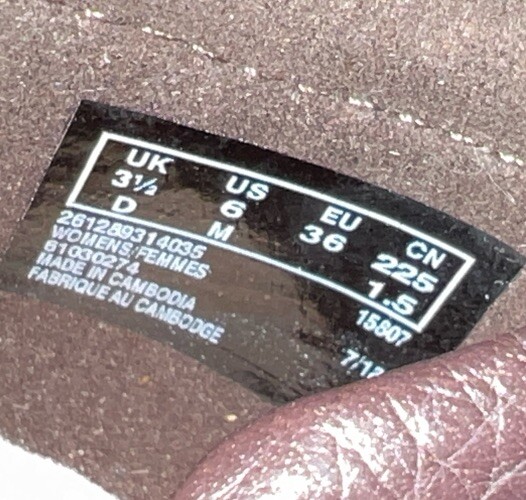 UK US EU CN
3½ 6 36 225
D M 1.5
261289314035 15807
WOMENS FEMMES
61030274
MADE IN CAMBODIA
FABRIQUE AU CAMBODGE